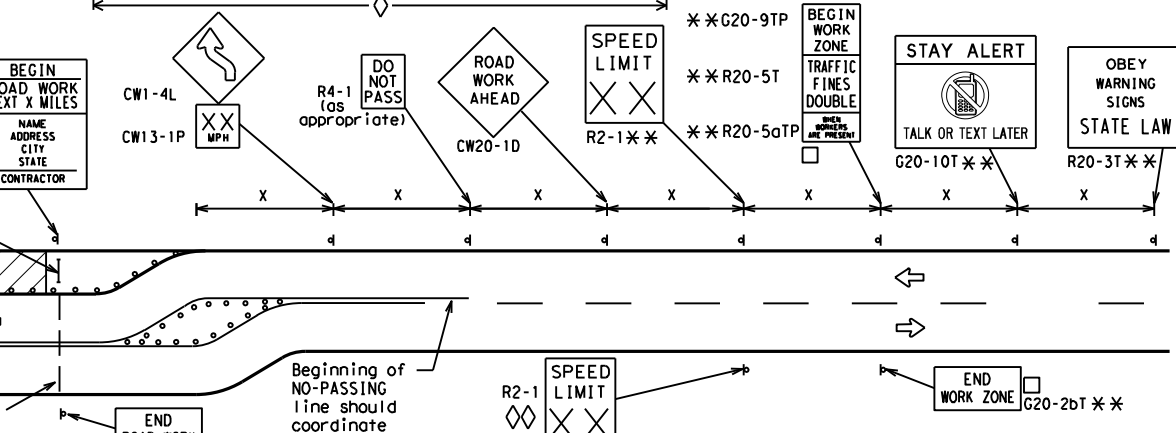 BEGIN
ROAD WORK
NEXT X MILES
NAME
ADDRESS
CITY
STATE
CONTRACTOR
CW1-4L
CW13-1P
XX
MPH
R4-1
(as
appropriate)
DO
NOT
PASS
ROAD
WORK
AHEAD
CW20-1D
SPEED
LIMIT
X X
R2-1 **
**G20-9TP
**R20-5T
**R20-5aTP
BEGIN
WORK
ZONE
TRAFFIC
FINES
DOUBLE
WHEN
WORKERS
ARE PRESENT
STAY ALERT
TALK OR TEXT LATER
G20-10T **
OBEY
WARNING
SIGNS
STATE LAW
R20-3T **
X X X X X X X
Beginning of
NO-PASSING
line should
coordinate
R2-1
SPEED
LIMIT
X X
END
WORK ZONE
G20-2bT **
END
ROAD WORK